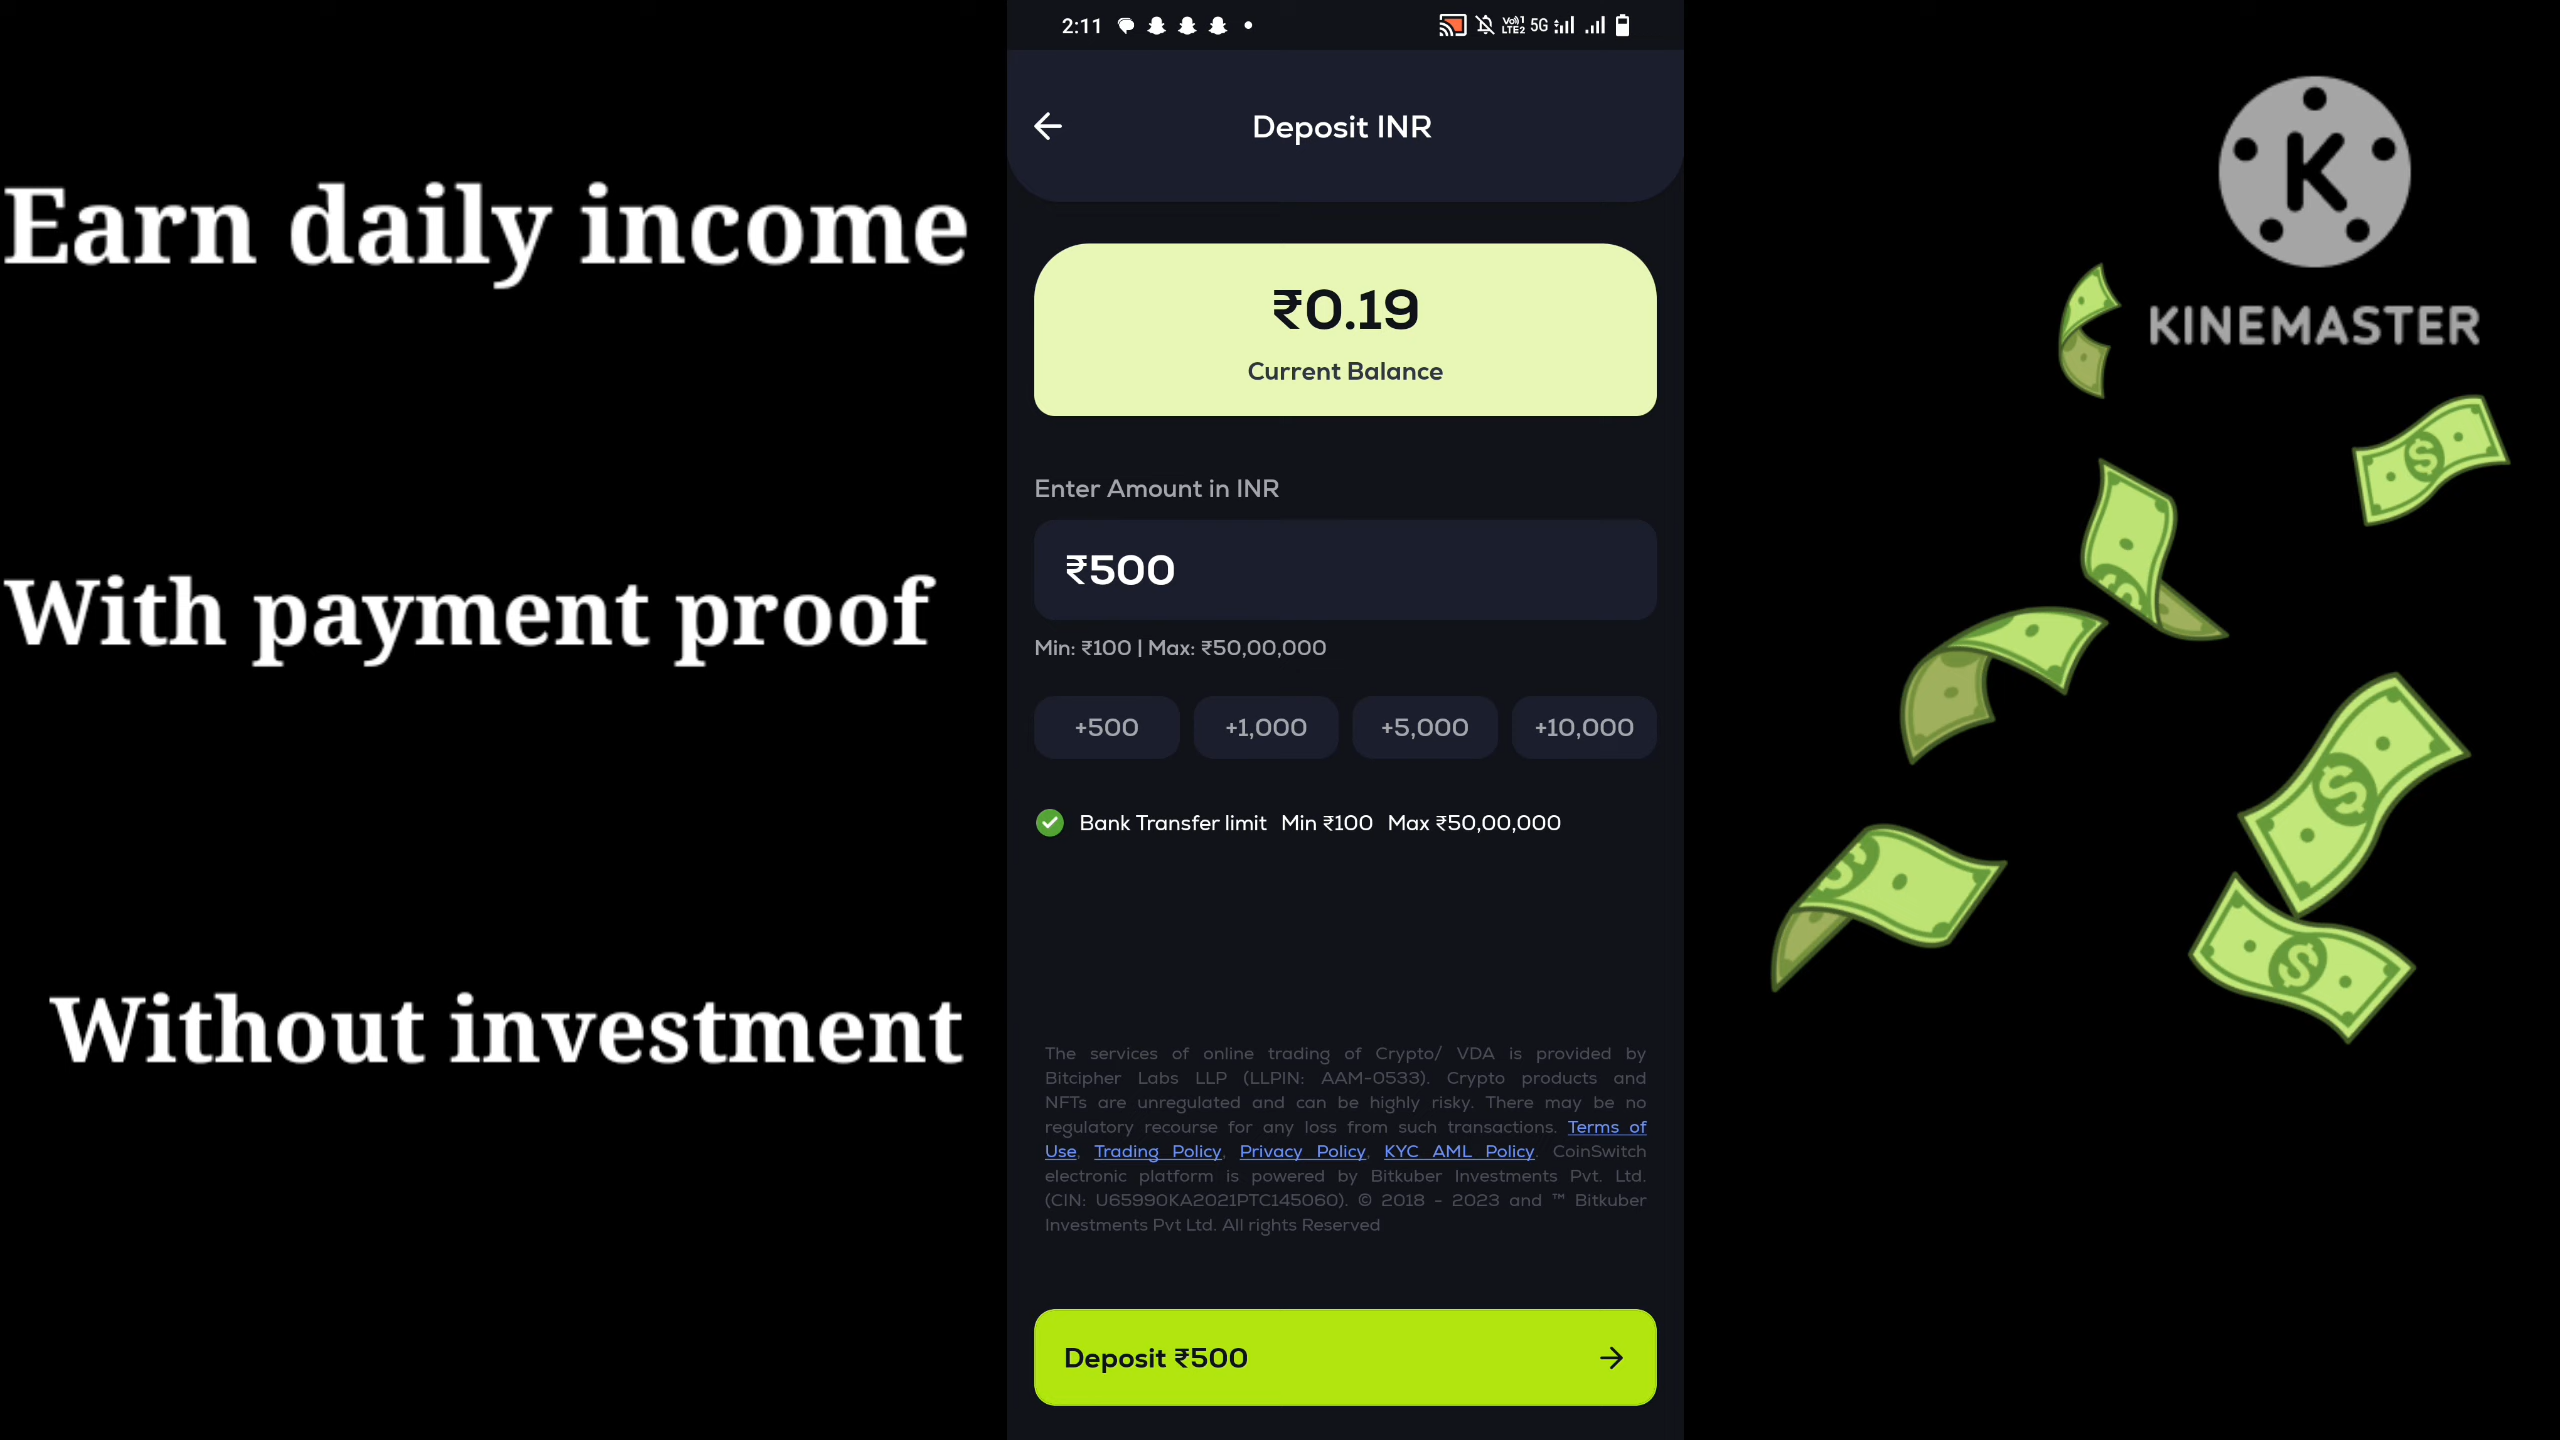 Earn daily income
With payment proof
Without investment
2:11
Vo)) 1
LTE2
5G
Deposit INR
₹0.19
Current Balance
Enter Amount in INR
₹500
Min: ₹100 | Max: ₹50,00,000
+500 +1,000 +5,000 +10,000
Bank Transfer limit Min ₹100 Max ₹50,00,000
The services of online trading of Crypto/ VDA is provided by
Bitcipher Labs LLP (LLPIN: AAM-0533). Crypto products and
NFTs are unregulated and can be highly risky. There may be no
regulatory recourse for any loss from such transactions. Terms of
Use, Trading Policy, Privacy Policy, KYC AML Policy. CoinSwitch
electronic platform is powered by Bitkuber Investments Pvt. Ltd.
(CIN: U65990KA2021PTC145060). © 2018 - 2023 and ™ Bitkuber
Investments Pvt Ltd. All rights Reserved
Deposit ₹500
K
KINEMASTER